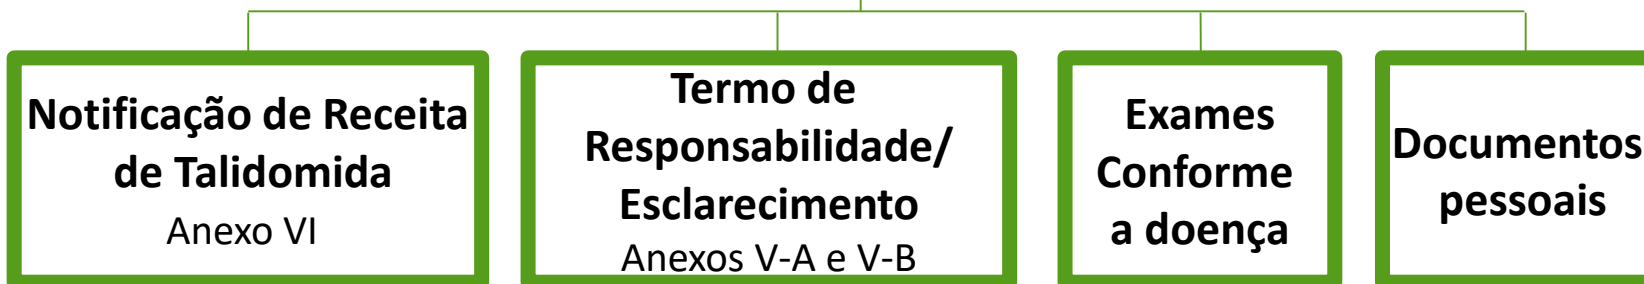 Notificação de Receita
de Talidomida
Anexo VI
Termo de
Responsabilidade/
Esclarecimento
Anexos V-A e V-B
Exames
Conforme
a doença
Documentos
pessoais